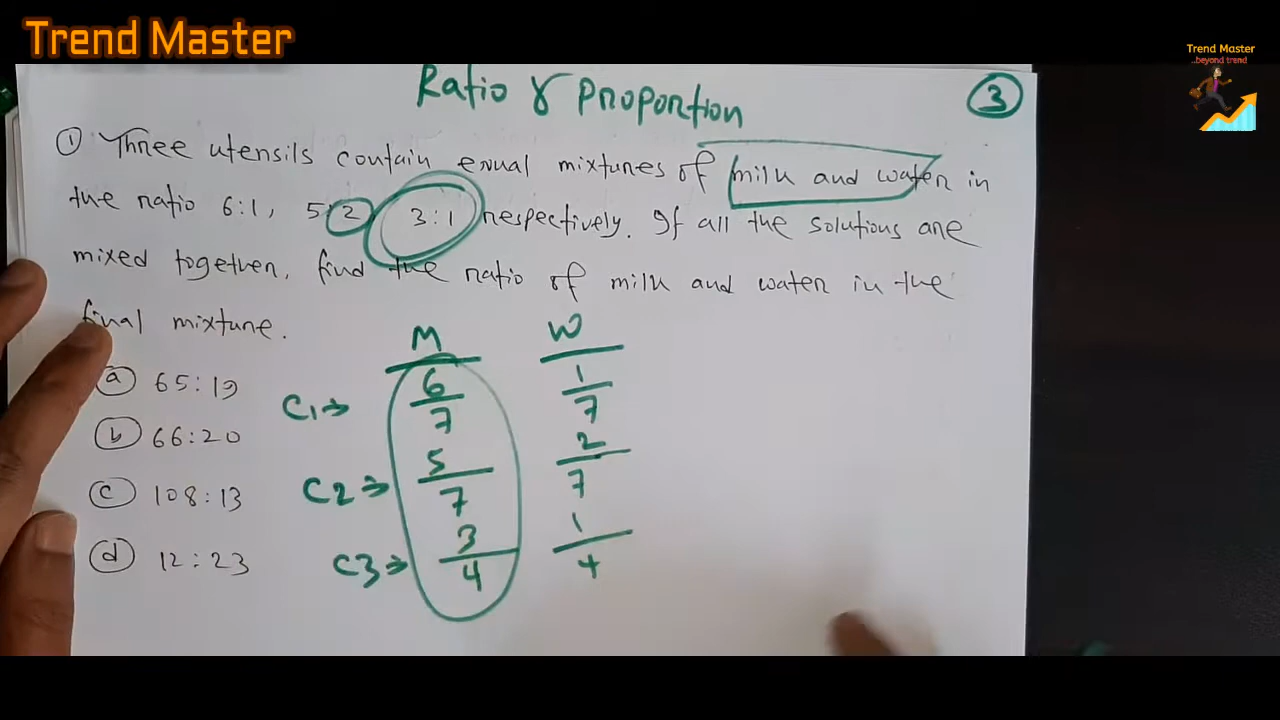 Trend Master
Trend Master
..beyond trend
Ratio & Proportion
3
① Three utensils contain equal mixtures of milk and water in
the ratio 6:1, 5:2 3:1 respectively. If all the solutions are
mixed together, find the ratio of milk and water in the
final mixture.
M W
a 65:19
C1⇒ 6/7 1/7
b 66:20
C2⇒ 5/7 2/7
c 108:13
C3⇒ 3/4 1/4
d 12:23